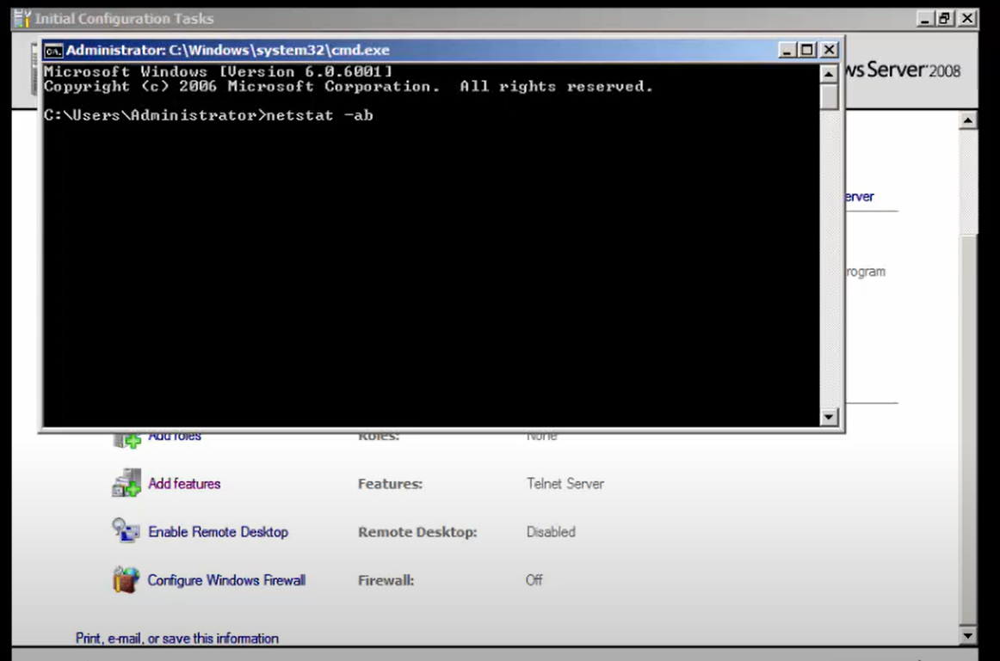 Initial Configuration Tasks
Administrator: C:\Windows\system32\cmd.exe
Microsoft Windows [Version 6.0.6001]
Copyright (c) 2006 Microsoft Corporation.  All rights reserved.
Server 2008
C:\Users\Administrator>netstat -ab
erver
rogram
Add roles Roles: None
Add features Features: Telnet Server
Enable Remote Desktop Remote Desktop: Disabled
Configure Windows Firewall Firewall: Off
Print, e-mail, or save this information